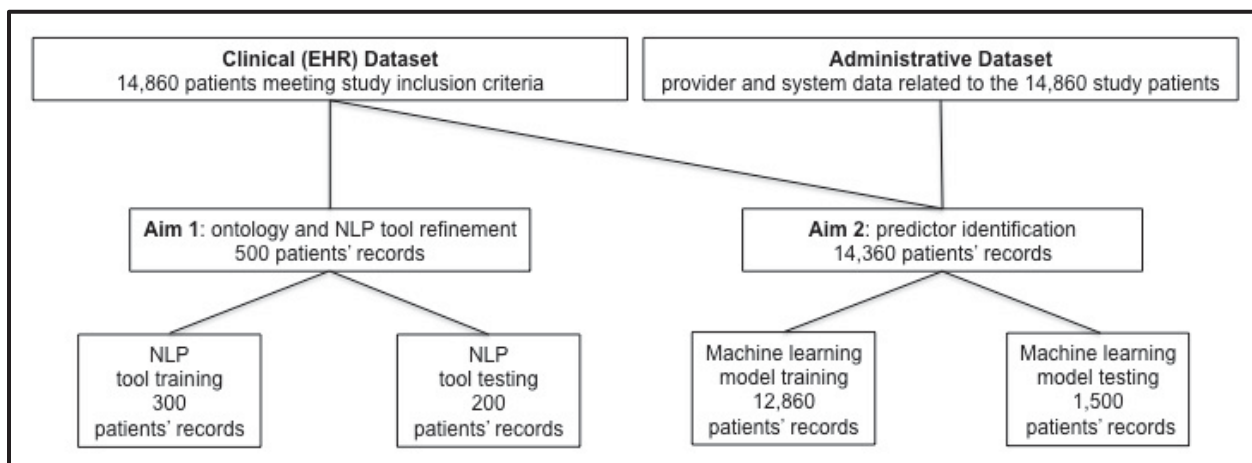 Clinical (EHR) Dataset
14,860 patients meeting study inclusion criteria
Administrative Dataset
provider and system data related to the 14,860 study patients
Aim 1: ontology and NLP tool refinement
500 patients’ records
Aim 2: predictor identification
14,360 patients’ records
NLP
tool training
300
patients’ records
NLP
tool testing
200
patients’ records
Machine learning
model training
12,860
patients’ records
Machine learning
model testing
1,500
patients’ records